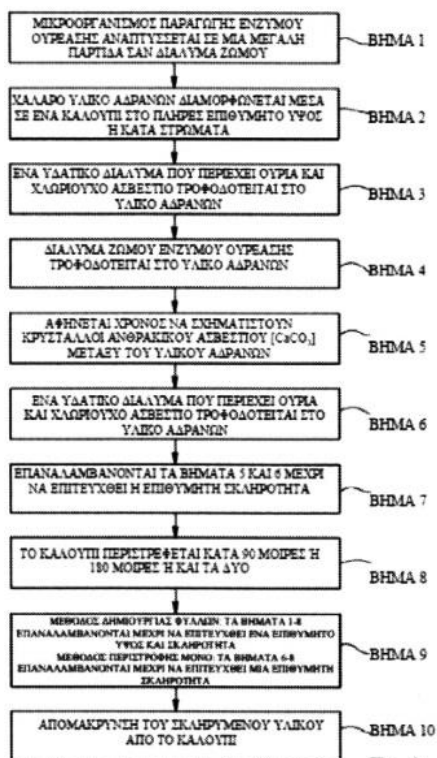 ΜΙΚΡΟΟΡΓΑΝΙΣΜΟΣ ΠΑΡΑΓΩΓΗΣ ΕΝΖΥΜΟΥ
ΟΥΡΕΑΣΗΣ ΑΝΑΠΤΥΣΣΕΤΑΙ ΣΕ ΜΙΑ ΜΕΓΑΛΗ
ΠΑΡΤΙΔΑ ΣΑΝ ΔΙΑΛΥΜΑ ΖΩΜΟΥ
ΒΗΜΑ 1
ΧΑΛΑΡΟ ΥΛΙΚΟ ΑΔΡΑΝΩΝ ΔΙΑΜΟΡΦΩΝΕΤΑΙ ΜΕΣΑ
ΣΕ ΕΝΑ ΚΑΛΟΥΠΙ ΣΤΟ ΠΛΗΡΕΣ ΕΠΙΘΥΜΗΤΟ ΥΨΟΣ
Ή ΚΑΤΑ ΣΤΡΩΜΑΤΑ
ΒΗΜΑ 2
ΕΝΑ ΥΔΑΤΙΚΟ ΔΙΑΛΥΜΑ ΠΟΥ ΠΕΡΙΕΧΕΙ ΟΥΡΙΑ ΚΑΙ
ΧΛΩΡΙΟΥΧΟ ΑΣΒΕΣΤΙΟ ΤΡΟΦΟΔΟΤΕΙΤΑΙ ΣΤΟ
ΥΛΙΚΟ ΑΔΡΑΝΩΝ
ΒΗΜΑ 3
ΔΙΑΛΥΜΑ ΖΩΜΟΥ ΕΝΖΥΜΟΥ ΟΥΡΕΑΣΗΣ
ΤΡΟΦΟΔΟΤΕΙΤΑΙ ΣΤΟ ΥΛΙΚΟ ΑΔΡΑΝΩΝ
ΒΗΜΑ 4
ΑΦΗΝΕΤΑΙ ΧΡΟΝΟΣ ΝΑ ΣΧΗΜΑΤΙΣΤΟΥΝ
ΚΡΥΣΤΑΛΛΟΙ ΑΝΘΡΑΚΙΚΟΥ ΑΣΒΕΣΤΙΟΥ [CaCO₃]
ΜΕΤΑΞΥ ΤΟΥ ΥΛΙΚΟΥ ΑΔΡΑΝΩΝ
ΒΗΜΑ 5
ΕΝΑ ΥΔΑΤΙΚΟ ΔΙΑΛΥΜΑ ΠΟΥ ΠΕΡΙΕΧΕΙ ΟΥΡΙΑ
ΚΑΙ ΧΛΩΡΙΟΥΧΟ ΑΣΒΕΣΤΙΟ ΤΡΟΦΟΔΟΤΕΙΤΑΙ ΣΤΟ
ΥΛΙΚΟ ΑΔΡΑΝΩΝ
ΒΗΜΑ 6
ΕΠΑΝΑΛΑΜΒΑΝΟΝΤΑΙ ΤΑ ΒΗΜΑΤΑ 5 ΚΑΙ 6 ΜΕΧΡΙ
ΝΑ ΕΠΙΤΕΥΧΘΕΙ Η ΕΠΙΘΥΜΗΤΗ ΣΚΛΗΡΟΤΗΤΑ
ΒΗΜΑ 7
ΤΟ ΚΑΛΟΥΠΙ ΠΕΡΙΣΤΡΕΦΕΤΑΙ ΚΑΤΑ 90 ΜΟΙΡΕΣ Ή
180 ΜΟΙΡΕΣ Ή ΚΑΙ ΤΑ ΔΥΟ
ΒΗΜΑ 8
ΜΕΘΟΔΟΣ ΔΗΜΙΟΥΡΓΙΑΣ ΦΥΛΛΩΝ: ΤΑ ΒΗΜΑΤΑ 1-8
ΕΠΑΝΑΛΑΜΒΑΝΟΝΤΑΙ ΜΕΧΡΙ ΝΑ ΕΠΙΤΕΥΧΘΕΙ ΕΝΑ ΕΠΙΘΥΜΗΤΟ
ΥΨΟΣ ΚΑΙ ΣΚΛΗΡΟΤΗΤΑ
ΜΕΘΟΔΟΣ ΠΕΡΙΣΤΡΟΦΗΣ ΜΟΝΟ: ΤΑ ΒΗΜΑΤΑ 6-8
ΕΠΑΝΑΛΑΜΒΑΝΟΝΤΑΙ ΜΕΧΡΙ ΝΑ ΕΠΙΤΕΥΧΘΕΙ ΜΙΑ ΕΠΙΘΥΜΗΤΗ
ΣΚΛΗΡΟΤΗΤΑ
ΒΗΜΑ 9
ΑΠΟΜΑΚΡΥΝΣΗ ΤΟΥ ΣΚΛΗΡΥΜΕΝΟΥ ΥΛΙΚΟΥ
ΑΠΟ ΤΟ ΚΑΛΟΥΠΙ
ΒΗΜΑ 10